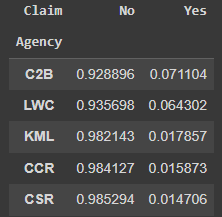 Claim No Yes
Agency
C2B 0.928896 0.071104
LWC 0.935698 0.064302
KML 0.982143 0.017857
CCR 0.984127 0.015873
CSR 0.985294 0.014706